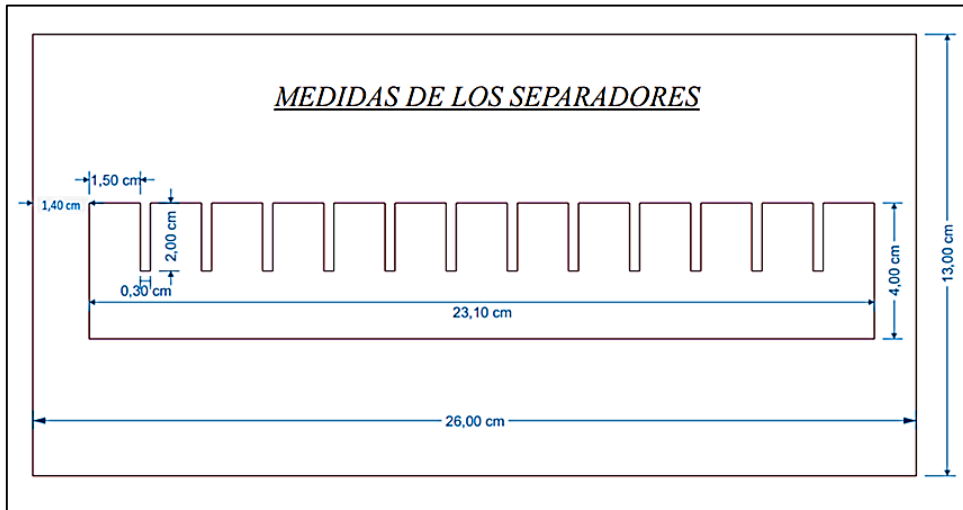 MEDIDAS DE LOS SEPARADORES
1,50 cm
1,40 cm
2,00 cm
0,30 cm
23,10 cm
4,00 cm
13,00 cm
26,00 cm